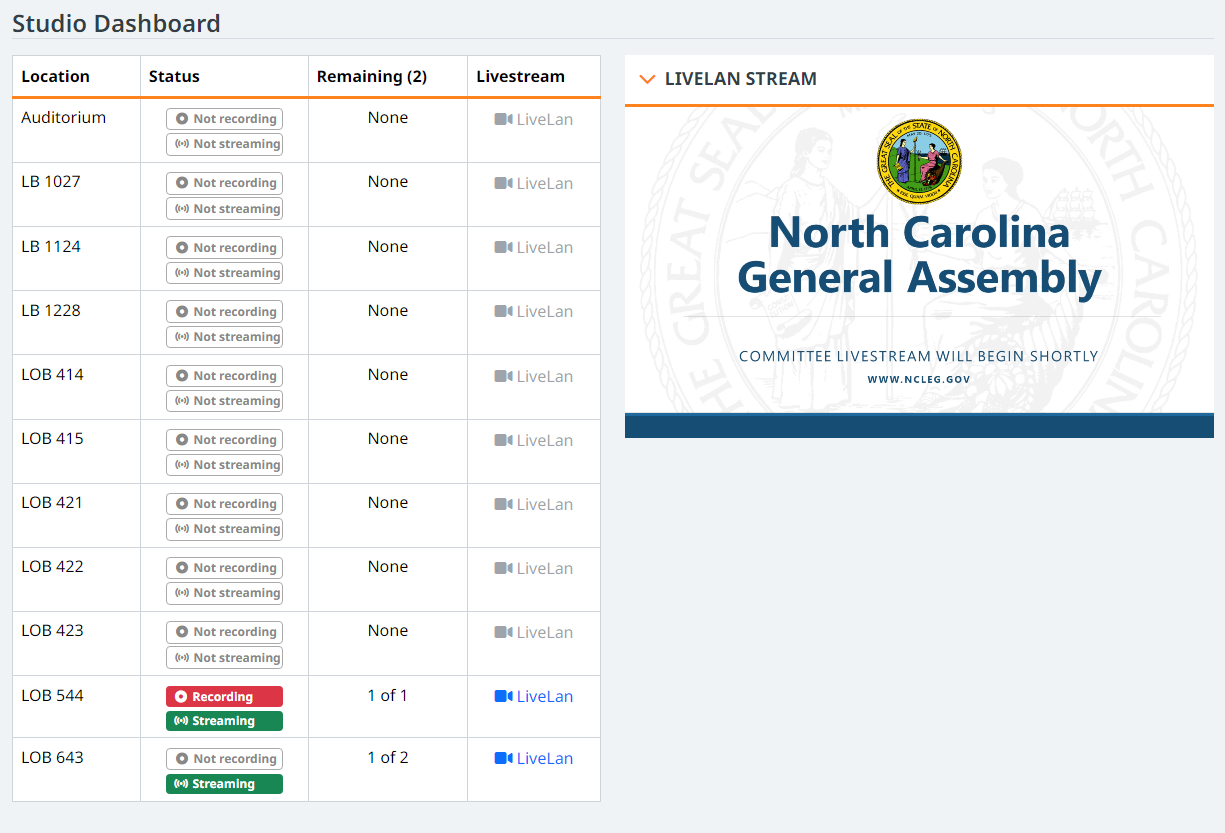 Studio Dashboard
Location Status Remaining (2) Livestream
Auditorium Not recording None LiveLan
Not streaming
LB 1027 Not recording None LiveLan
Not streaming
LB 1124 Not recording None LiveLan
Not streaming
LB 1228 Not recording None LiveLan
Not streaming
LOB 414 Not recording None LiveLan
Not streaming
LOB 415 Not recording None LiveLan
Not streaming
LOB 421 Not recording None LiveLan
Not streaming
LOB 422 Not recording None LiveLan
Not streaming
LOB 423 Not recording None LiveLan
Not streaming
LOB 544 Recording 1 of 1 LiveLan
Streaming
LOB 643 Not recording 1 of 2 LiveLan
Streaming
LIVELAN STREAM
THE GREAT SEAL OF THE STATE OF NORTH CAROLINA
North Carolina
General Assembly
COMMITTEE LIVESTREAM WILL BEGIN SHORTLY
WWW.NCLEG.GOV